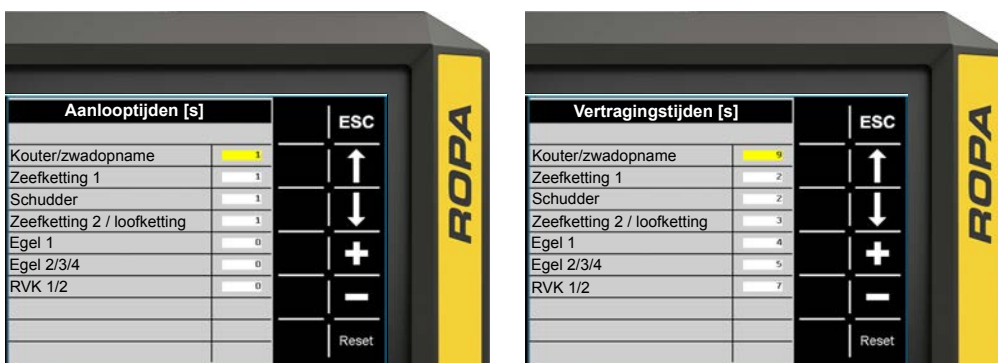 Aanlooptijden [s]
ESC
Kouter/zwadopname 1
Zeefketting 1 1
Schudder 1
Zeefketting 2 / loofketting 1
Egel 1 0
Egel 2/3/4 0
RVK 1/2 0
Reset
ROPA
Vertragingstijden [s]
ESC
Kouter/zwadopname 9
Zeefketting 1 2
Schudder 2
Zeefketting 2 / loofketting 3
Egel 1 4
Egel 2/3/4 5
RVK 1/2 7
Reset
ROPA